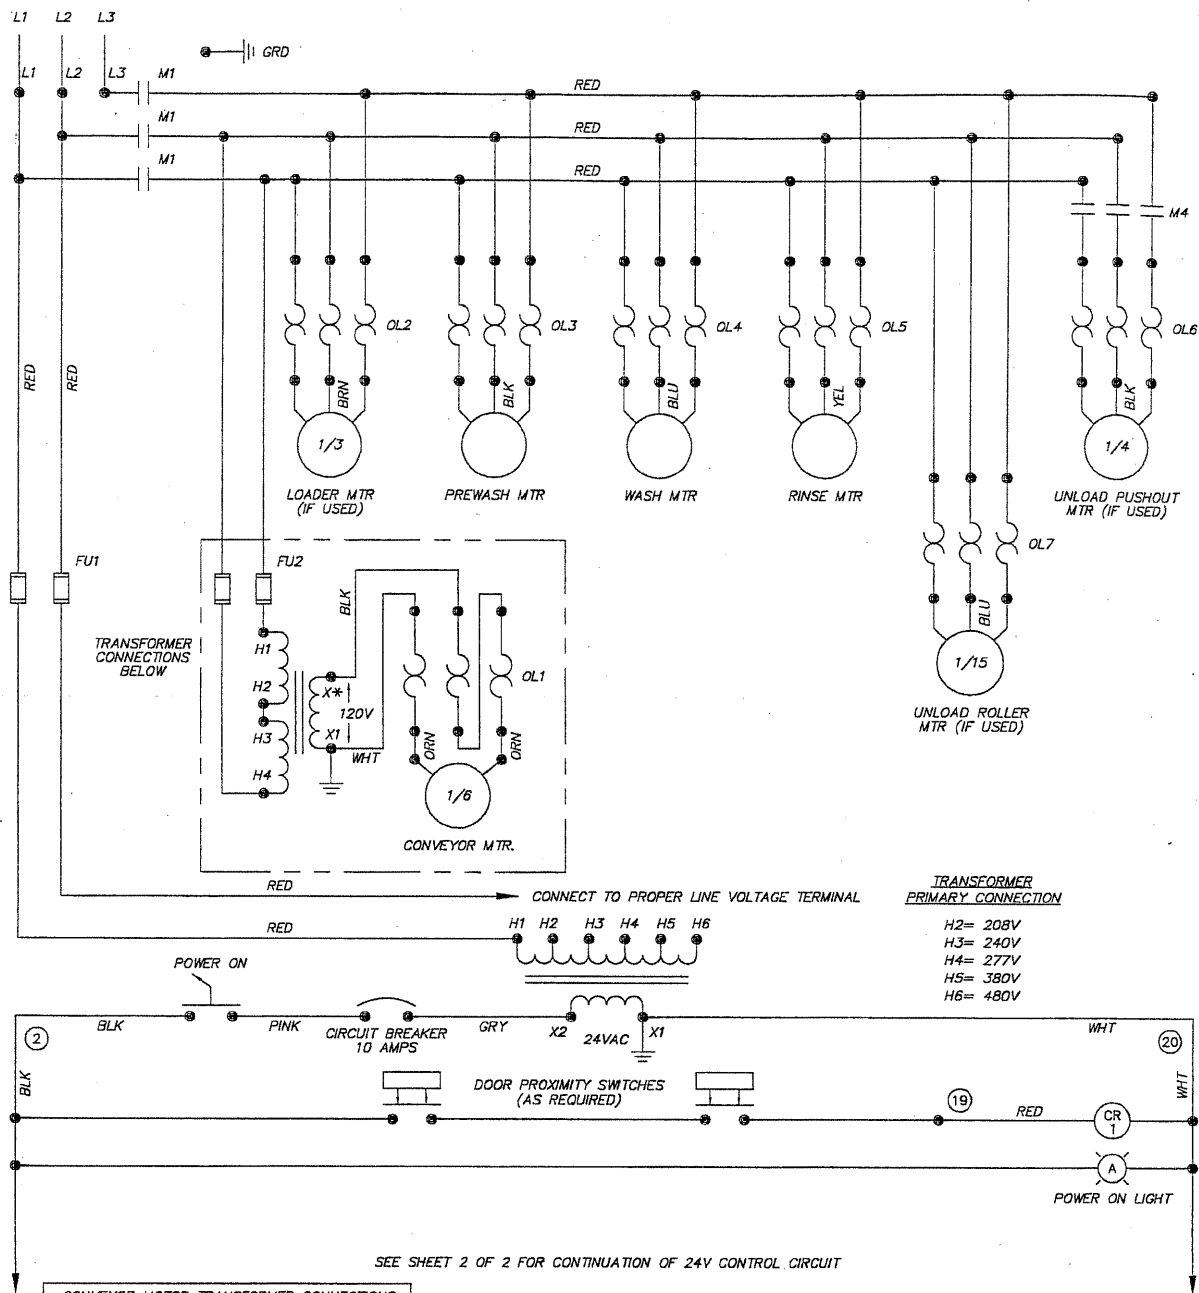 L1 L2 L3
GRD
L1 L2 L3 M1
RED
M1
RED
M1
RED
M4
OL2 OL3 OL4 OL5 OL6
RED RED
BRN BLK BLU YEL BLK
1/3
1/4
LOADER MTR
(IF USED)
PREWASH MTR
WASH MTR
RINSE MTR
UNLOAD PUSHOUT
MTR (IF USED)
FU1
FU2
OL7
BLK
BLU
TRANSFORMER
CONNECTIONS
BELOW
H1
H2
H3
H4
X*
120V
X1
WHT
OL1
ORN ORN
1/6
CONVEYOR MTR.
1/15
UNLOAD ROLLER
MTR (IF USED)
RED
CONNECT TO PROPER LINE VOLTAGE TERMINAL
RED
H1 H2 H3 H4 H5 H6
TRANSFORMER
PRIMARY CONNECTION
H2= 208V
H3= 240V
H4= 277V
H5= 380V
H6= 480V
POWER ON
BLK
PINK
CIRCUIT BREAKER
10 AMPS
GRY
X2 24VAC X1
WHT
2
20
BLK
WHT
DOOR PROXIMITY SWITCHES
(AS REQUIRED)
19
RED
CR
1
A
POWER ON LIGHT
SEE SHEET 2 OF 2 FOR CONTINUATION OF 24V CONTROL CIRCUIT
CONVEYOR MOTOR TRANSFORMER CONNECTIONS